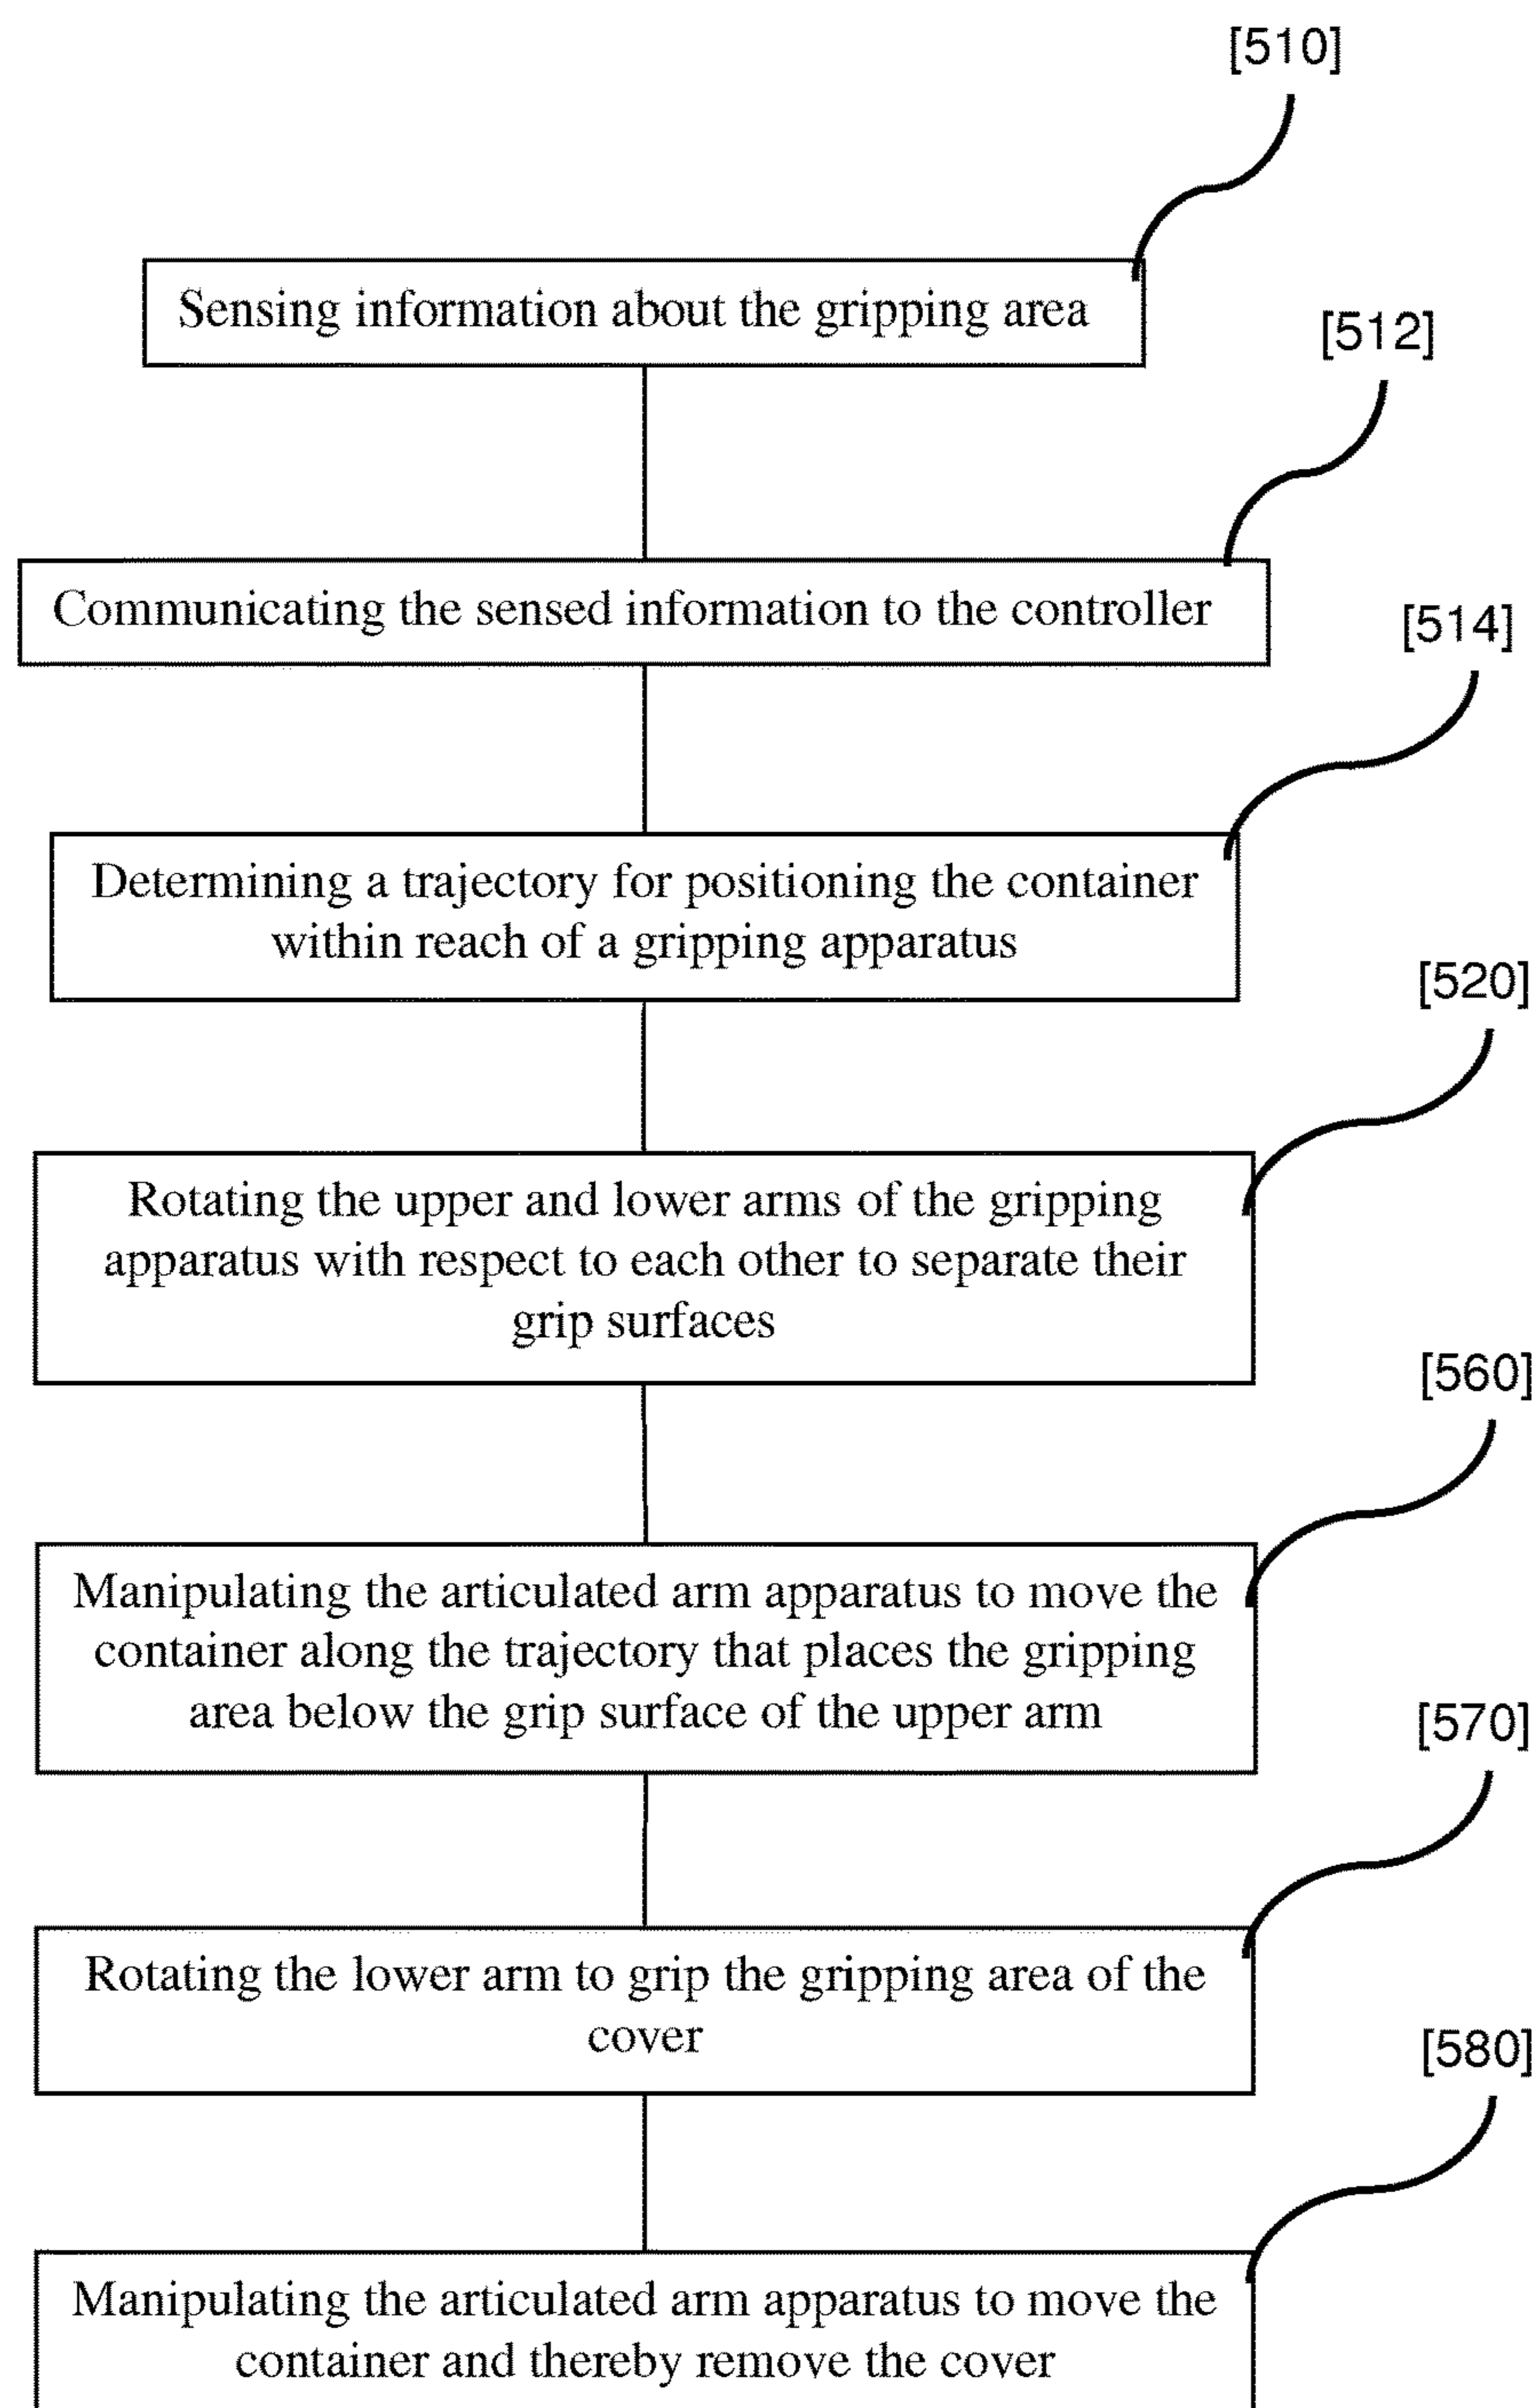 [510]
Sensing information about the gripping area
[512]
Communicating the sensed information to the controller
[514]
Determining a trajectory for positioning the container
within reach of a gripping apparatus
[520]
Rotating the upper and lower arms of the gripping
apparatus with respect to each other to separate their
grip surfaces
[560]
Manipulating the articulated arm apparatus to move the
container along the trajectory that places the gripping
area below the grip surface of the upper arm
[570]
Rotating the lower arm to grip the gripping area of the
cover
[580]
Manipulating the articulated arm apparatus to move the
container and thereby remove the cover